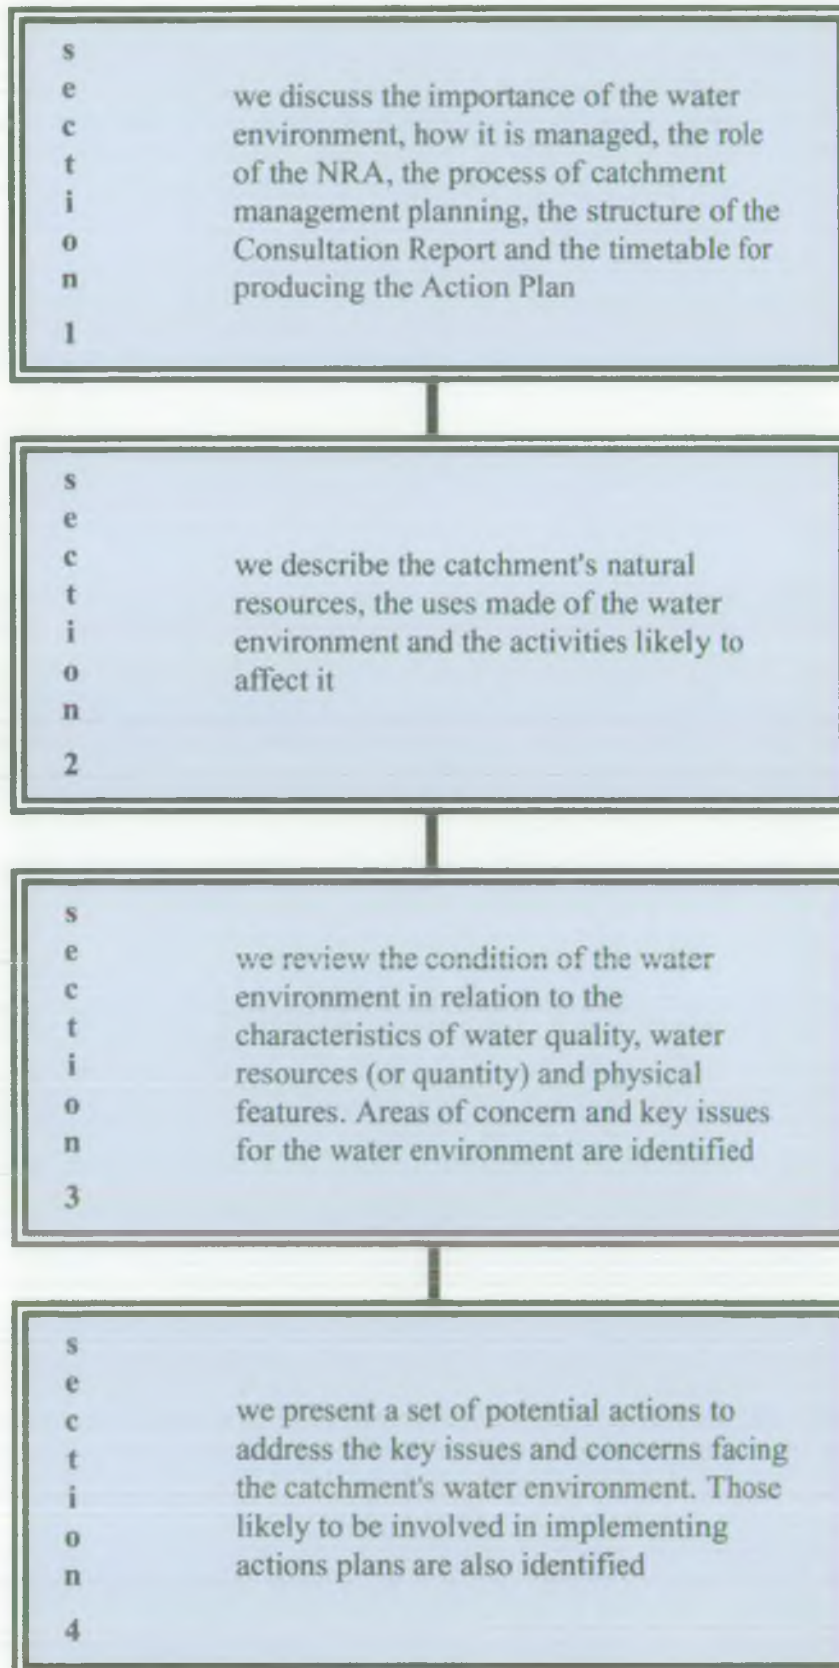 section 1
we discuss the importance of the water
environment, how it is managed, the role
of the NRA, the process of catchment
management planning, the structure of the
Consultation Report and the timetable for
producing the Action Plan
section 2
we describe the catchment's natural
resources, the uses made of the water
environment and the activities likely to
affect it
section 3
we review the condition of the water
environment in relation to the
characteristics of water quality, water
resources (or quantity) and physical
features. Areas of concern and key issues
for the water environment are identified
section 4
we present a set of potential actions to
address the key issues and concerns facing
the catchment's water environment. Those
likely to be involved in implementing
actions plans are also identified